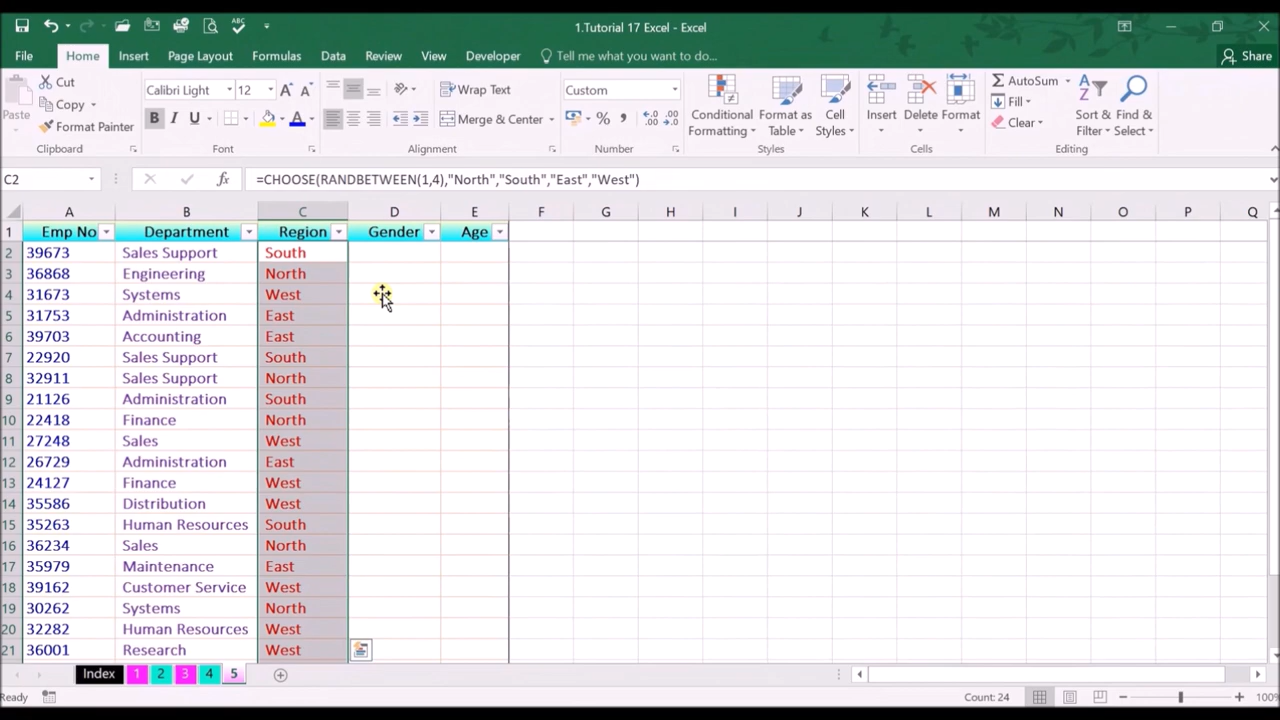 1.Tutorial 17 Excel - Excel
File Home Insert Page Layout Formulas Data Review View Developer Tell me what you want to do... Share
Paste Cut Copy Format Painter Clipboard
Calibri Light 12 B I U A Font
Wrap Text Merge & Center Alignment
Custom % , Number
Conditional Formatting Format as Table Cell Styles Styles
Insert Delete Format Cells
AutoSum Fill Clear Sort & Filter Find & Select Editing
C2 fx =CHOOSE(RANDBETWEEN(1,4),"North","South","East","West")
A B C D E F G H I J K L M N O P Q
1 Emp No Department Region Gender Age
2 39673 Sales Support South
3 36868 Engineering North
4 31673 Systems West
5 31753 Administration East
6 39703 Accounting East
7 22920 Sales Support South
8 32911 Sales Support North
9 21126 Administration South
10 22418 Finance North
11 27248 Sales West
12 26729 Administration East
13 24127 Finance West
14 35586 Distribution West
15 35263 Human Resources South
16 36234 Sales North
17 35979 Maintenance East
18 39162 Customer Service West
19 30262 Systems North
20 32282 Human Resources West
21 36001 Research West
Index 1 2 3 4 5
Ready Count: 24 100%